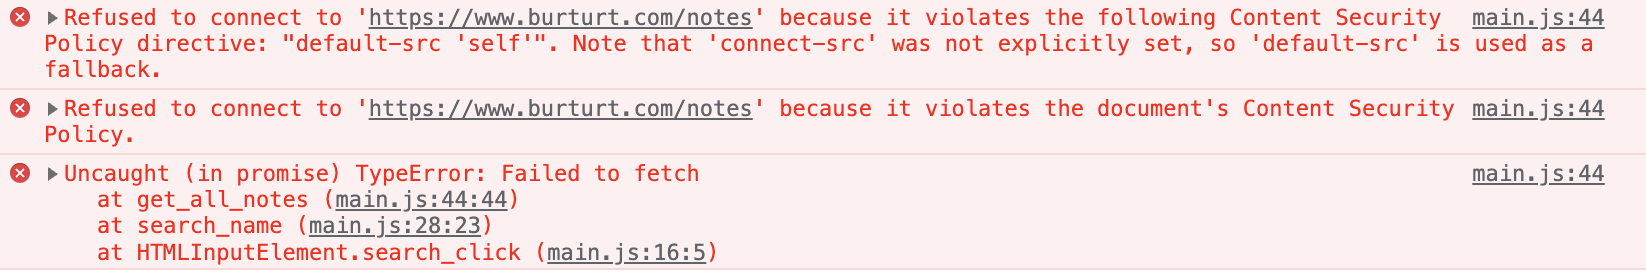 Refused to connect to 'https://www.burturt.com/notes' because it violates the following Content Security main.js:44
Policy directive: "default-src 'self'". Note that 'connect-src' was not explicitly set, so 'default-src' is used as a
fallback.
Refused to connect to 'https://www.burturt.com/notes' because it violates the document's Content Security main.js:44
Policy.
Uncaught (in promise) TypeError: Failed to fetch main.js:44
at get_all_notes (main.js:44:44)
at search_name (main.js:28:23)
at HTMLInputElement.search_click (main.js:16:5)